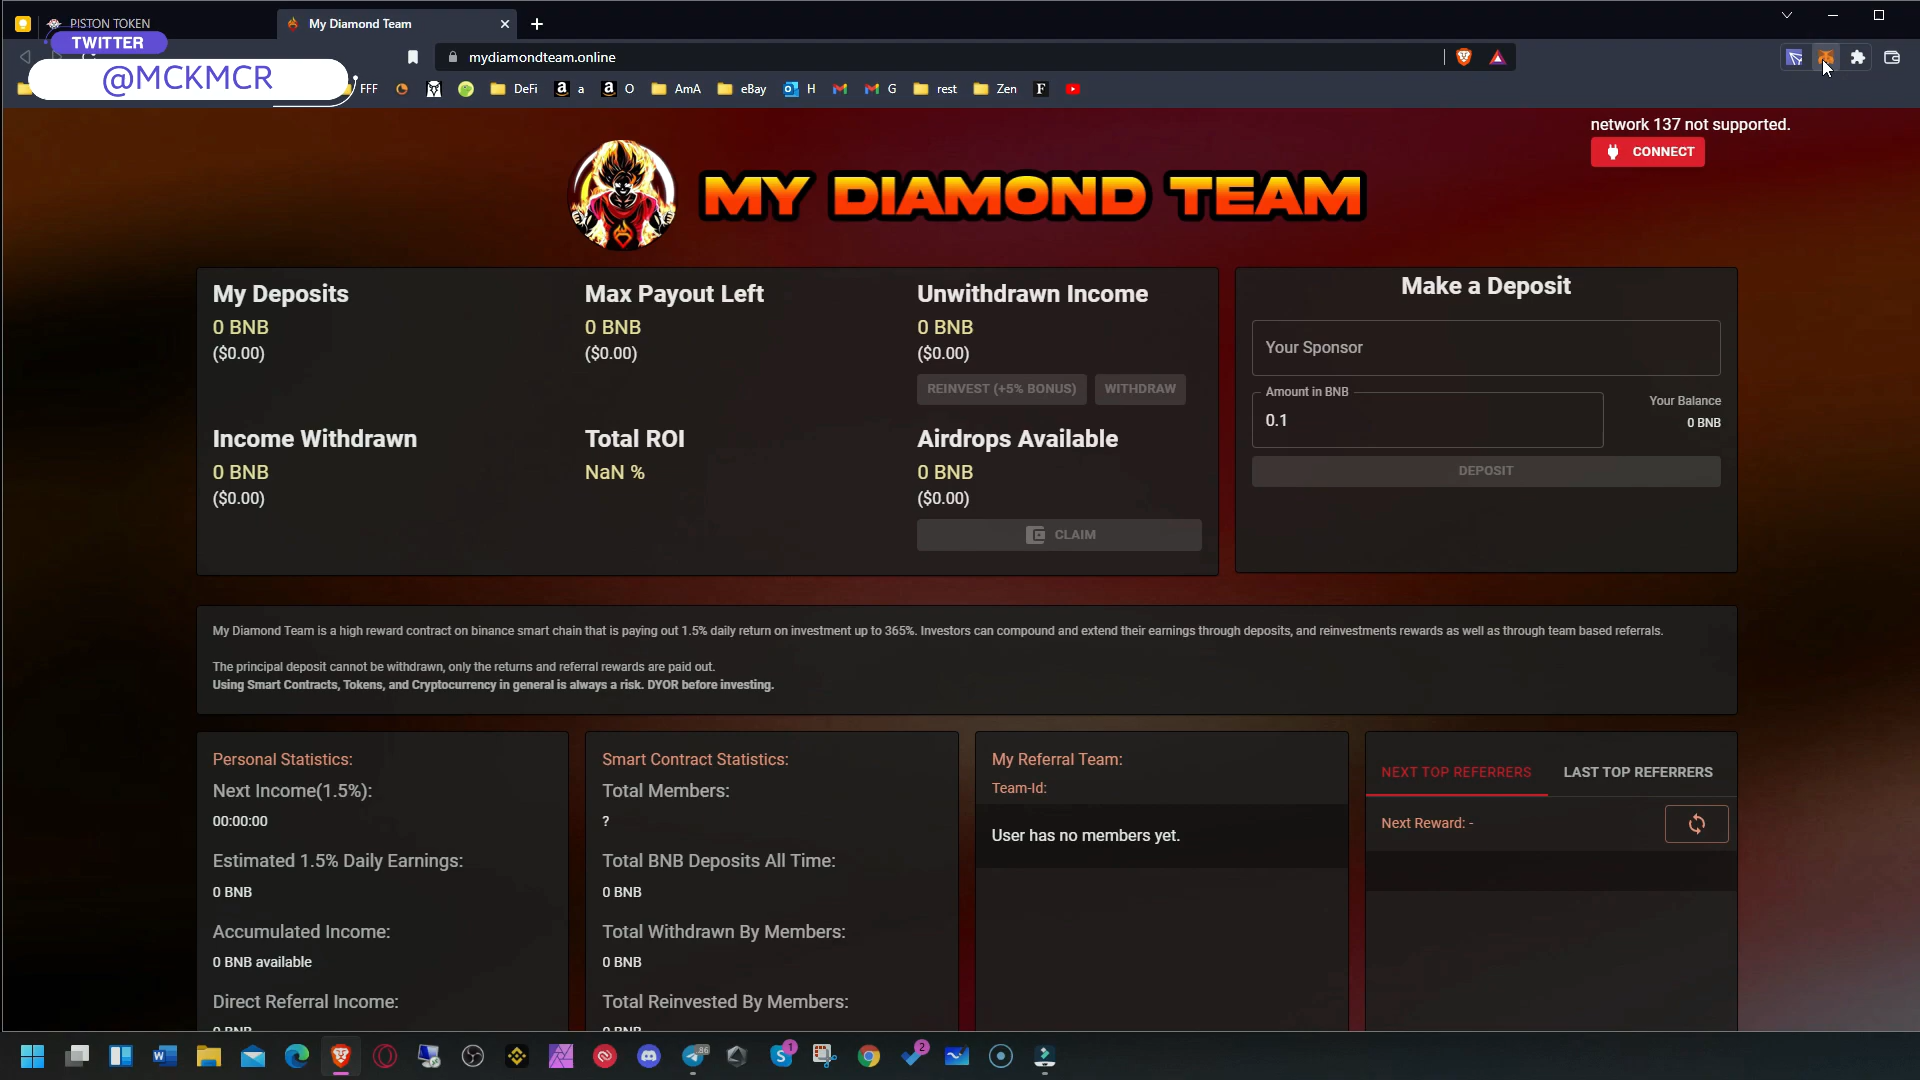 PISTON TOKEN
My Diamond Team
TWITTER
@MCKMCR
mydiamondteam.online
FFF
DeFi
a
O
AmA
eBay
H
G
rest
Zen
network 137 not supported.
CONNECT
MY DIAMOND TEAM
My Deposits
0 BNB
($0.00)
Max Payout Left
0 BNB
($0.00)
Unwithdrawn Income
0 BNB
($0.00)
REINVEST (+5% BONUS)
WITHDRAW
Income Withdrawn
0 BNB
($0.00)
Total ROI
NaN %
Airdrops Available
0 BNB
($0.00)
CLAIM
Make a Deposit
Your Sponsor
Amount in BNB
0.1
Your Balance
0 BNB
DEPOSIT
My Diamond Team is a high reward contract on binance smart chain that is paying out 1.5% daily return on investment up to 365%. Investors can compound and extend their earnings through deposits, and reinvestments rewards as well as through team based referrals.
The principal deposit cannot be withdrawn, only the returns and referral rewards are paid out.
Using Smart Contracts, Tokens, and Cryptocurrency in general is always a risk. DYOR before investing.
Personal Statistics:
Next Income(1.5%):
00:00:00
Estimated 1.5% Daily Earnings:
0 BNB
Accumulated Income:
0 BNB available
Direct Referral Income:
0 BNB
Smart Contract Statistics:
Total Members:
?
Total BNB Deposits All Time:
0 BNB
Total Withdrawn By Members:
0 BNB
Total Reinvested By Members:
0 BNB
My Referral Team:
Team-Id:
User has no members yet.
NEXT TOP REFERRERS
LAST TOP REFERRERS
Next Reward: -
86
1
2